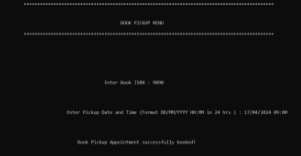 ****************************************************************************************************
BOOK PICKUP MENU
****************************************************************************************************
Enter Book ISBN : R890
Enter Pickup Date and Time (Format DD/MM/YYYY HH:MM in 24 hrs ) : 17/04/2024 09:00
Book Pickup Appointment successfully booked!